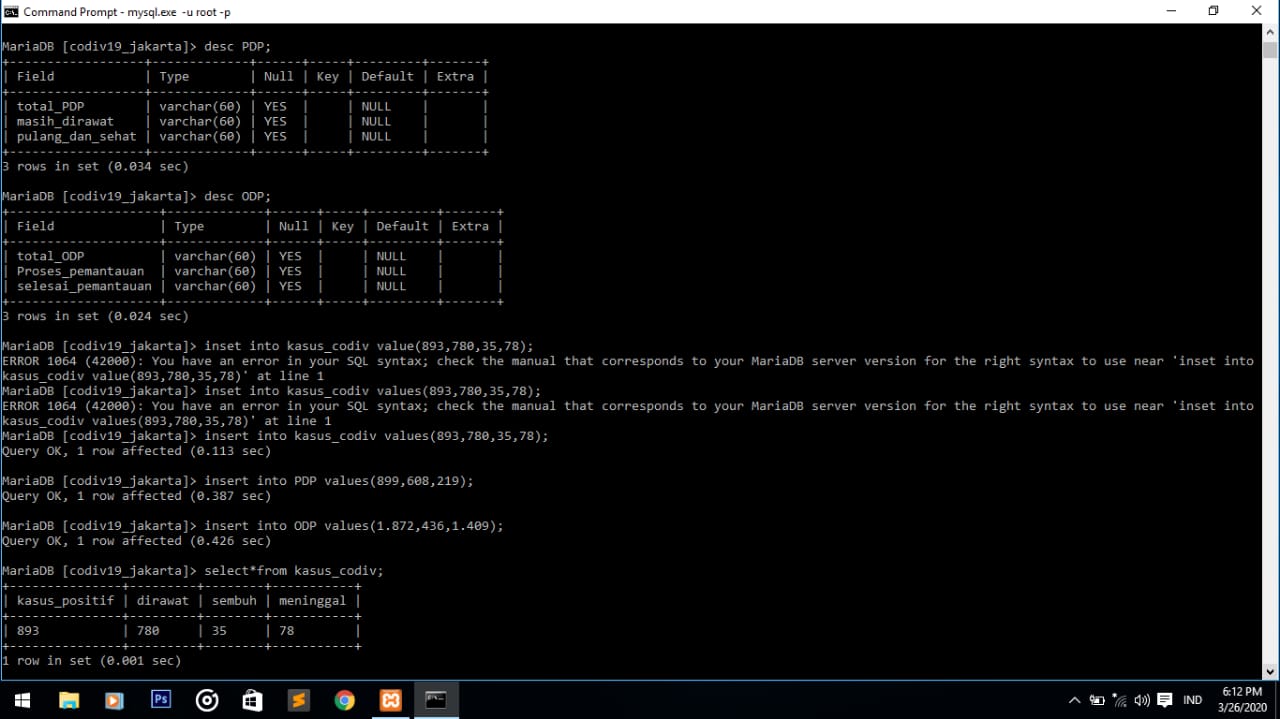 Command Prompt - mysql.exe -u root -p
MariaDB [codiv19_jakarta]> desc PDP;
+---------------+-------------+------+-----+---------+-------+
| Field         | Type        | Null | Key | Default | Extra |
+---------------+-------------+------+-----+---------+-------+
| total_PDP     | varchar(60) | YES  |     | NULL    |       |
| masih_dirawat | varchar(60) | YES  |     | NULL    |       |
| pulang_dan_sehat | varchar(60) | YES  |     | NULL    |       |
+---------------+-------------+------+-----+---------+-------+
3 rows in set (0.034 sec)
MariaDB [codiv19_jakarta]> desc ODP;
+-------------------+-------------+------+-----+---------+-------+
| Field             | Type        | Null | Key | Default | Extra |
+-------------------+-------------+------+-----+---------+-------+
| total_ODP         | varchar(60) | YES  |     | NULL    |       |
| Proses_pemantauan | varchar(60) | YES  |     | NULL    |       |
| selesai_pemantauan | varchar(60) | YES  |     | NULL    |       |
+-------------------+-------------+------+-----+---------+-------+
3 rows in set (0.024 sec)
MariaDB [codiv19_jakarta]> inset into kasus_codiv value(893,780,35,78);
ERROR 1064 (42000): You have an error in your SQL syntax; check the manual that corresponds to your MariaDB server version for the right syntax to use near 'inset into
kasus_codiv value(893,780,35,78)' at line 1
MariaDB [codiv19_jakarta]> inset into kasus_codiv values(893,780,35,78);
ERROR 1064 (42000): You have an error in your SQL syntax; check the manual that corresponds to your MariaDB server version for the right syntax to use near 'inset into
kasus_codiv values(893,780,35,78)' at line 1
MariaDB [codiv19_jakarta]> insert into kasus_codiv values(893,780,35,78);
Query OK, 1 row affected (0.113 sec)
MariaDB [codiv19_jakarta]> insert into PDP values(899,608,219);
Query OK, 1 row affected (0.387 sec)
MariaDB [codiv19_jakarta]> insert into ODP values(1.872,436,1.409);
Query OK, 1 row affected (0.426 sec)
MariaDB [codiv19_jakarta]> select*from kasus_codiv;
+---------------+---------+--------+-----------+
| kasus_positif | dirawat | sembuh | meninggal |
+---------------+---------+--------+-----------+
| 893           | 780     | 35     | 78        |
+---------------+---------+--------+-----------+
1 row in set (0.001 sec)
Ps
IND
6:12 PM
3/26/2020